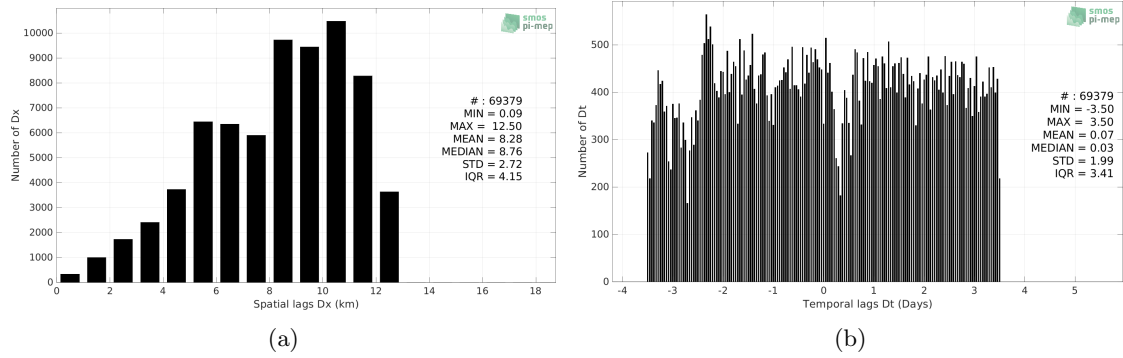 smos
pi-mep
10000
9000
8000
7000
6000
5000
4000
3000
2000
1000
0
Number of Dx
# : 69379
MIN = 0.09
MAX = 12.50
MEAN = 8.28
MEDIAN = 8.76
STD = 2.72
IQR = 4.15
0 2 4 6 8 10 12 14 16 18
Spatial lags Dx (km)
(a)
smos
pi-mep
500
400
300
200
100
0
Number of Dt
# : 69379
MIN = -3.50
MAX = 3.50
MEAN = 0.07
MEDIAN = 0.03
STD = 1.99
IQR = 3.41
-4 -3 -2 -1 0 1 2 3 4 5
Temporal lags Dt (Days)
(b)